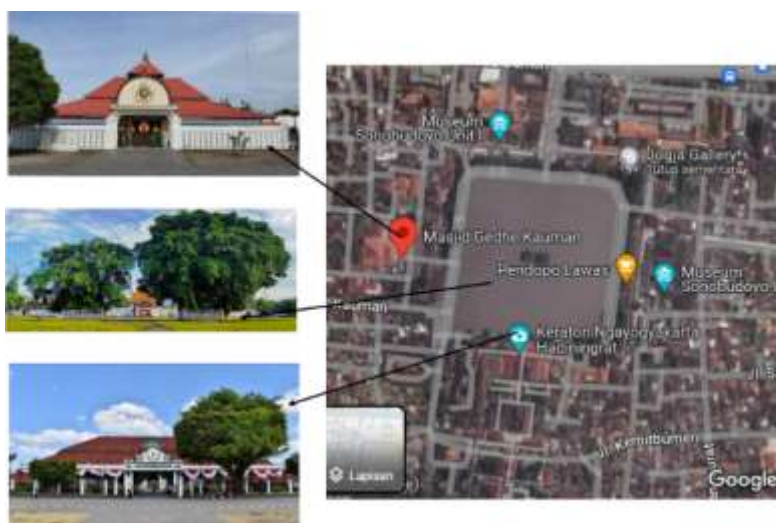 Museum
Sonobudoyo Unit I
Jogja Gallery
Tutup sementara
Masjid Gedhe Kauman
Pendopo Lawas
Museum
Sonobudoyo
Kauman
Keraton Ngayogyakarta
Hadiningrat
Jl. Kemitbumen
Lapisan
Google